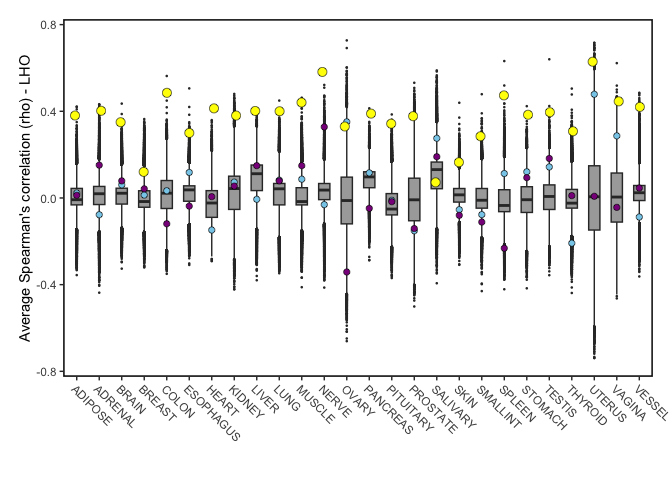 Average Spearman's correlation (rho) - LHO
0.8
0.4
0.0
-0.4
-0.8
ADIPOSE
ADRENAL
BRAIN
BREAST
COLON
ESOPHAGUS
HEART
KIDNEY
LIVER
LUNG
MUSCLE
NERVE
OVARY
PANCREAS
PITUITARY
PROSTATE
SALIVARY
SKIN
SMALLINT
SPLEEN
STOMACH
TESTIS
THYROID
UTERUS
VAGINA
VESSEL